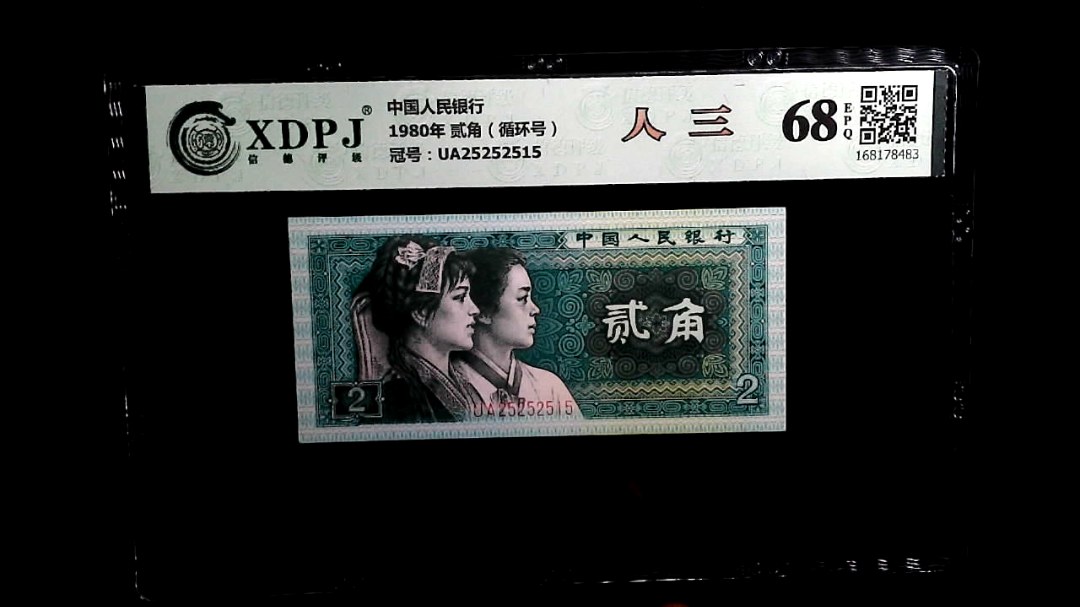 XDPJ®
信德评级
中国人民银行
1980年 贰角（循环号）
冠号：UA25252515
人三
68
EPQ
168178483
中国人民银行
贰角
2
2
UA25252515